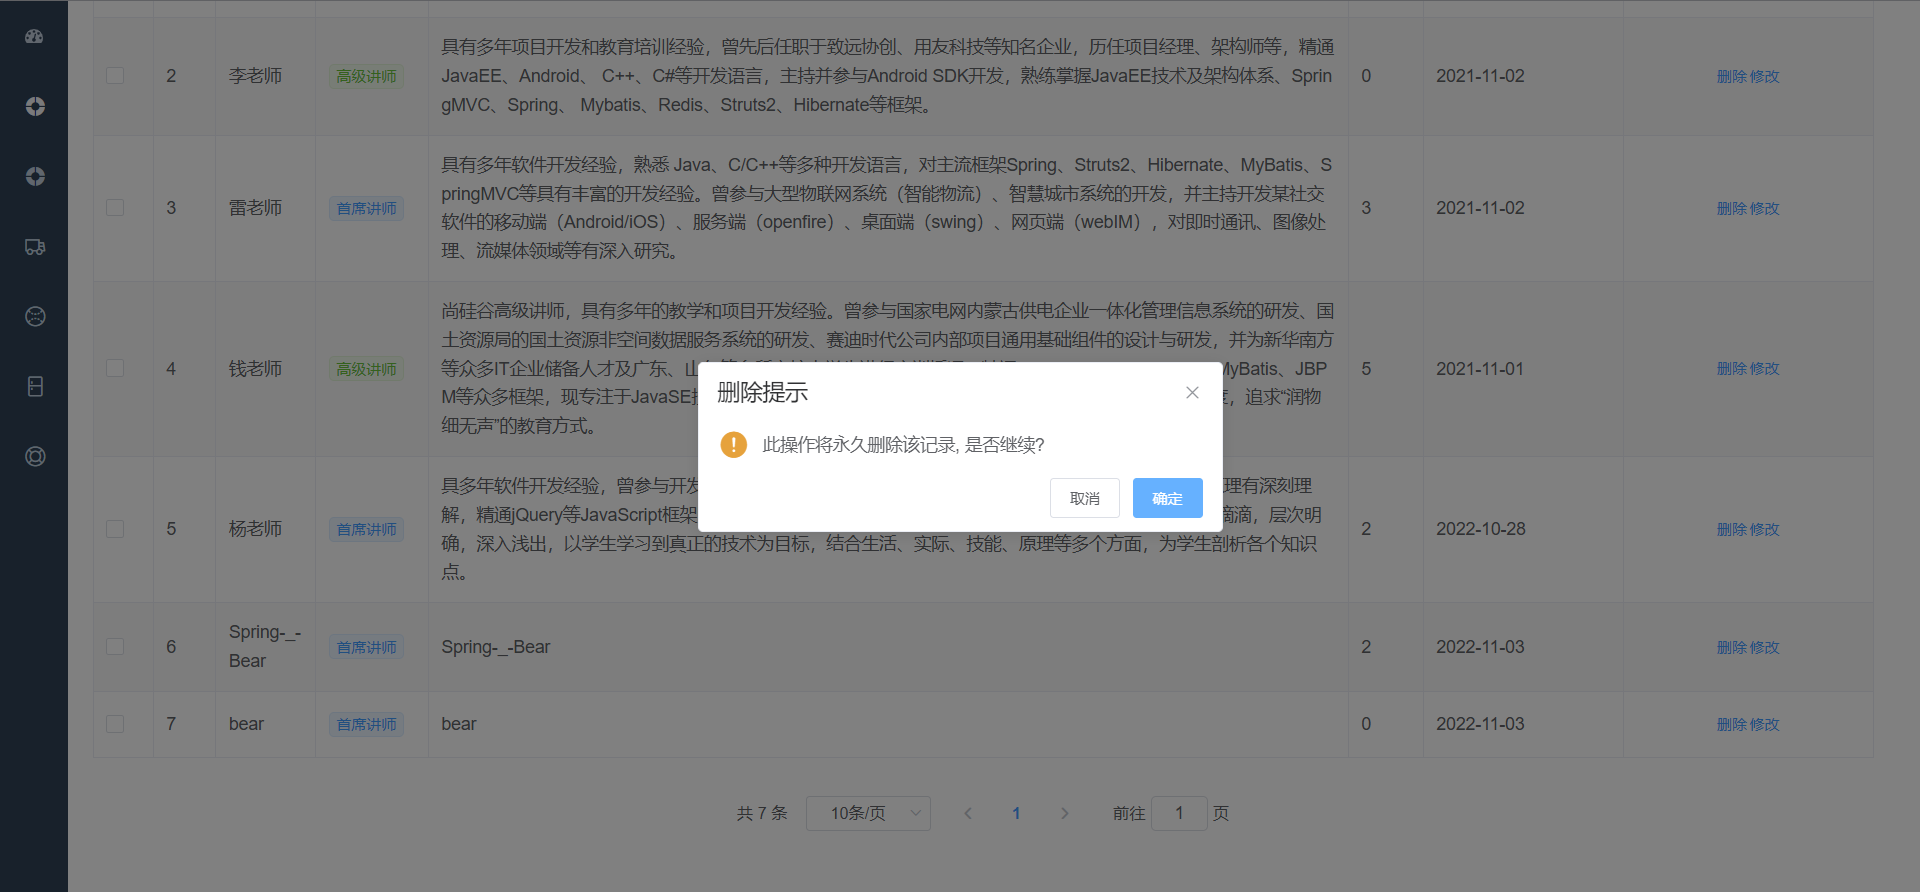 2
李老师
高级讲师
具有多年项目开发和教育培训经验，曾先后任职于致远协创、用友科技等知名企业，历任项目经理、架构师等，精通
JavaEE、Android、 C++、C#等开发语言，主持并参与Android SDK开发，熟练掌握JavaEE技术及架构体系、Sprin
gMVC、Spring、 Mybatis、Redis、Struts2、Hibernate等框架。
0
2021-11-02
删除 修改
3
雷老师
首席讲师
具有多年软件开发经验，熟悉 Java、C/C++等多种开发语言，对主流框架Spring、Struts2、Hibernate、MyBatis、S
pringMVC等具有丰富的开发经验。曾参与大型物联网系统（智能物流）、智慧城市系统的开发，并主持开发某社交
软件的移动端（Android/iOS）、服务端（openfire）、桌面端（swing）、网页端（webIM），对即时通讯、图像处
理、流媒体领域等有深入研究。
3
2021-11-02
删除 修改
4
钱老师
高级讲师
尚硅谷高级讲师，具有多年的教学和项目开发经验。曾参与国家电网内蒙古供电企业一体化管理信息系统的研发、国
土资源局的国土资源非空间数据服务系统的研发、赛迪时代公司内部项目通用基础组件的设计与研发，并为新华南方
等众多IT企业储备人才及广东、山 MyBatis、JBP
M等众多框架，现专注于JavaSE ，追求“润物
细无声”的教育方式。
5
2021-11-01
删除 修改
删除提示
此操作将永久删除该记录, 是否继续?
取消
确定
5
杨老师
首席讲师
具多年软件开发经验，曾参与开发 理有深刻理
解，精通jQuery等JavaScript框架 滴，层次明
确，深入浅出，以学生学习到真正的技术为目标，结合生活、实际、技能、原理等多个方面，为学生剖析各个知识
点。
2
2022-10-28
删除 修改
6
Spring-_-
Bear
首席讲师
Spring-_-Bear
2
2022-11-03
删除 修改
7
bear
首席讲师
bear
0
2022-11-03
删除 修改
共 7 条
10条/页
1
前往 1 页